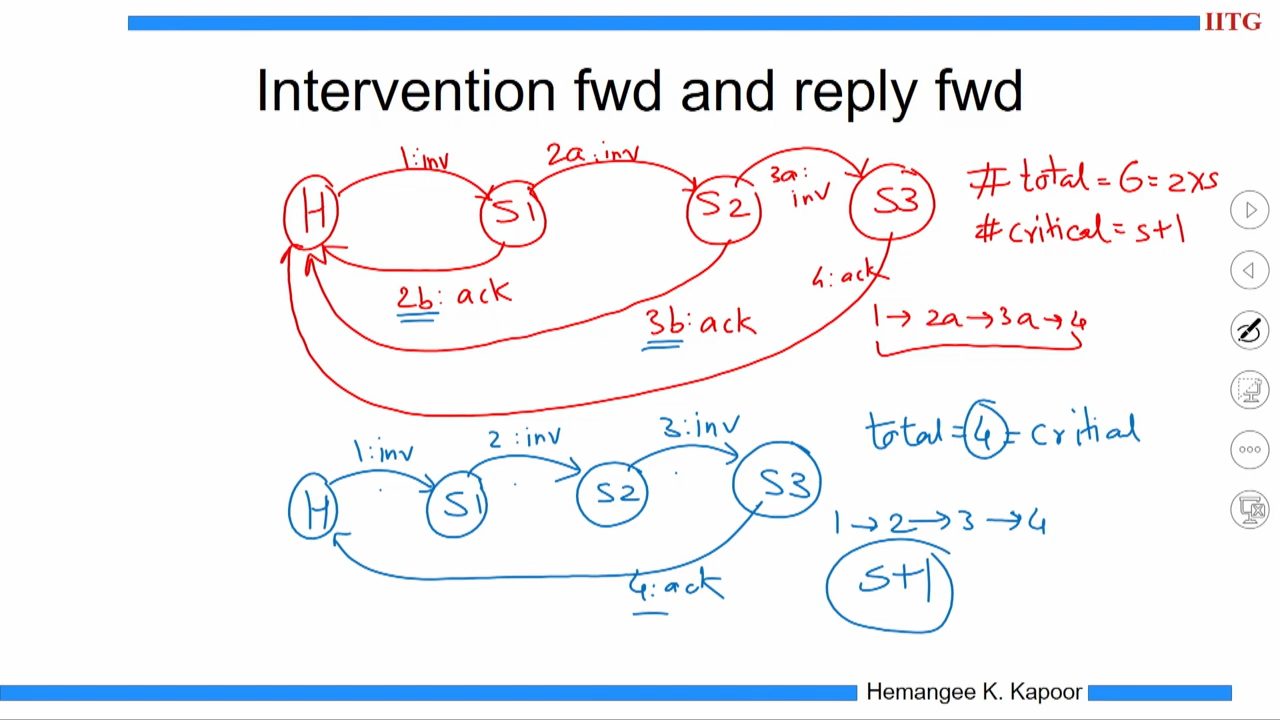 IITG
Intervention fwd and reply fwd
1:inv
2a:inv
3a:
inv
H
S1
S2
S3
# total = 6 = 2xs
# critical = s+1
2b: ack
3b: ack
4: ack
1 → 2a → 3a → 4
total = 4 = critial
1:inv
2:inv
3:inv
H
S1
S2
S3
4: ack
1 → 2 → 3 → 4
s+1
Hemangee K. Kapoor